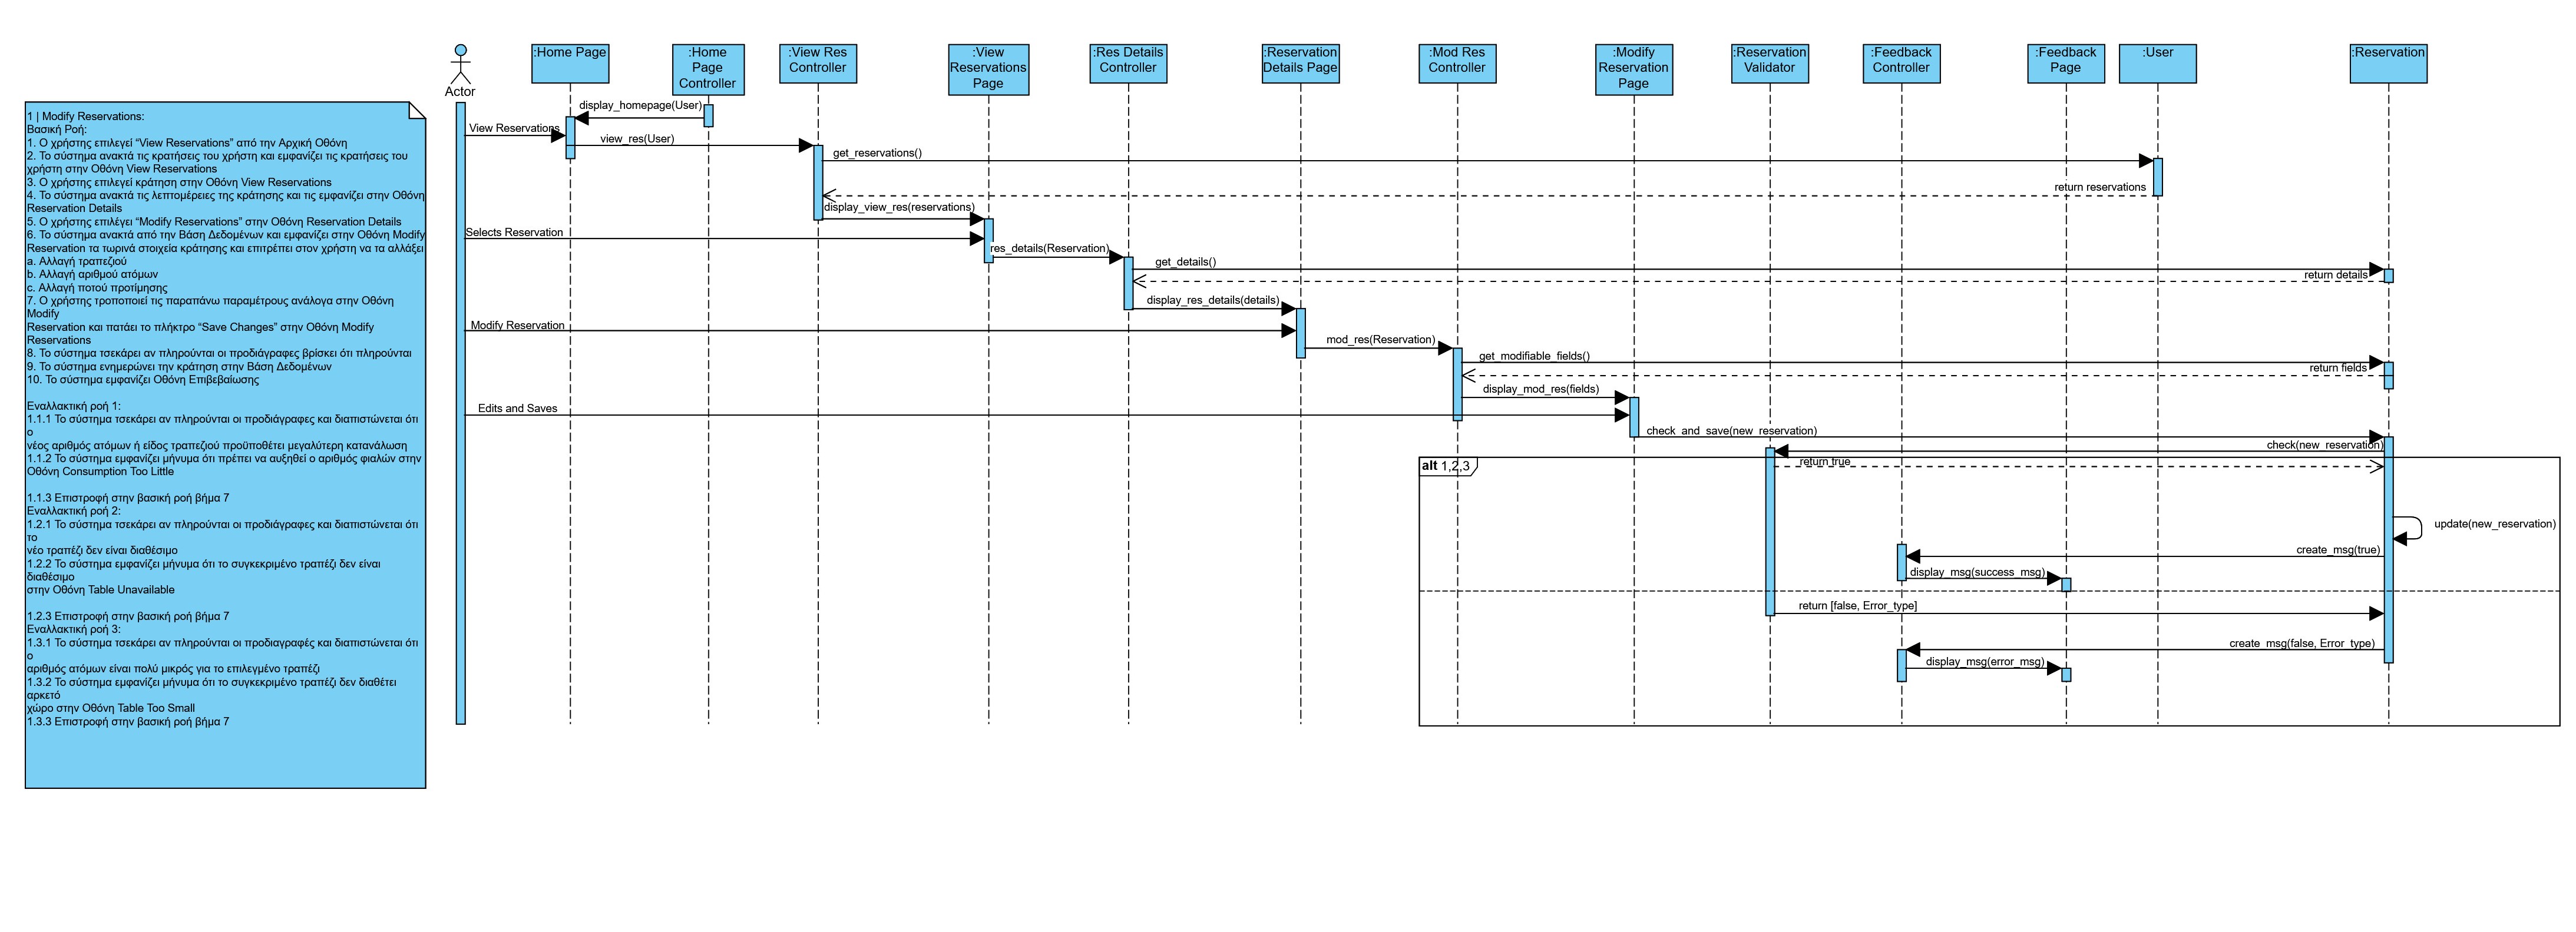 :Home Page
:Home
Page
Controller
:View Res
Controller
:View
Reservations
Page
:Res Details
Controller
:Reservation
Details Page
:Mod Res
Controller
:Modify
Reservation
Page
:Reservation
Validator
:Feedback
Controller
:Feedback
Page
:User
:Reservation
Actor
1 | Modify Reservations:
Βασική Ροή:
1. Ο χρήστης επιλεγεί “View Reservations” από την Αρχική Οθόνη
2. Το σύστημα ανακτά τις κρατήσεις του χρήστη και εμφανίζει τις κρατήσεις του
χρήστη στην Οθόνη View Reservations
3. Ο χρήστης επιλεγεί κράτηση στην Οθόνη View Reservations
4. Το σύστημα ανακτά τις λεπτομέρειες της κράτησης και τις εμφανίζει στην Οθόνη
Reservation Details
5. Ο χρήστης επιλέγει “Modify Reservations” στην Οθόνη Reservation Details
6. Το σύστημα ανακτά από την Βάση Δεδομένων και εμφανίζει στην Οθόνη Modify
Reservation τα τωρινά στοιχεία κράτησης και επιτρέπει στον χρήστη να τα αλλάξει
a. Αλλαγή τραπεζιού
b. Αλλαγή αριθμού ατόμων
c. Αλλαγή ποτού προτίμησης
7. Ο χρήστης τροποποιεί τις παραπάνω παραμέτρους ανάλογα στην Οθόνη
Modify
Reservation και πατάει το πλήκτρο “Save Changes” στην Οθόνη Modify
Reservations
8. Το σύστημα τσεκάρει αν πληρούνται οι προδιάγραφες βρίσκει ότι πληρούνται
9. Το σύστημα ενημερώνει την κράτηση στην Βάση Δεδομένων
10. Το σύστημα εμφανίζει Οθόνη Επιβεβαίωσης
Εναλλακτική ροή 1:
1.1.1 Το σύστημα τσεκάρει αν πληρούνται οι προδιάγραφες και διαπιστώνεται ότι
ο
νέος αριθμός ατόμων ή είδος τραπεζιού προϋποθέτει μεγαλύτερη κατανάλωση
1.1.2 Το σύστημα εμφανίζει μήνυμα ότι πρέπει να αυξηθεί ο αριθμός φιαλών στην
Οθόνη Consumption Too Little
1.1.3 Επιστροφή στην βασική ροή βήμα 7
Εναλλακτική ροή 2:
1.2.1 Το σύστημα τσεκάρει αν πληρούνται οι προδιάγραφες και διαπιστώνεται ότι
το
νέο τραπέζι δεν είναι διαθέσιμο
1.2.2 Το σύστημα εμφανίζει μήνυμα ότι το συγκεκριμένο τραπέζι δεν είναι
διαθέσιμο
στην Οθόνη Table Unavailable
1.2.3 Επιστροφή στην βασική ροή βήμα 7
Εναλλακτική ροή 3:
1.3.1 Το σύστημα τσεκάρει αν πληρούνται οι προδιαγραφές και διαπιστώνεται ότι
ο
αριθμός ατόμων είναι πολύ μικρός για το επιλεγμένο τραπέζι
1.3.2 Το σύστημα εμφανίζει μήνυμα ότι το συγκεκριμένο τραπέζι δεν διαθέτει
αρκετό
χώρο στην Οθόνη Table Too Small
1.3.3 Επιστροφή στην βασική ροή βήμα 7
display_homepage(User)
View Reservations
view_res(User)
get_reservations()
return reservations
display_view_res(reservations)
Selects Reservation
res_details(Reservation)
get_details()
return details
display_res_details(details)
Modify Reservation
mod_res(Reservation)
get_modifiable_fields()
return fields
display_mod_res(fields)
Edits and Saves
check_and_save(new_reservation)
check(new_reservation)
alt 1,2,3
return true
update(new_reservation)
create_msg(true)
display_msg(success_msg)
return [false, Error_type]
create_msg(false, Error_type)
display_msg(error_msg)